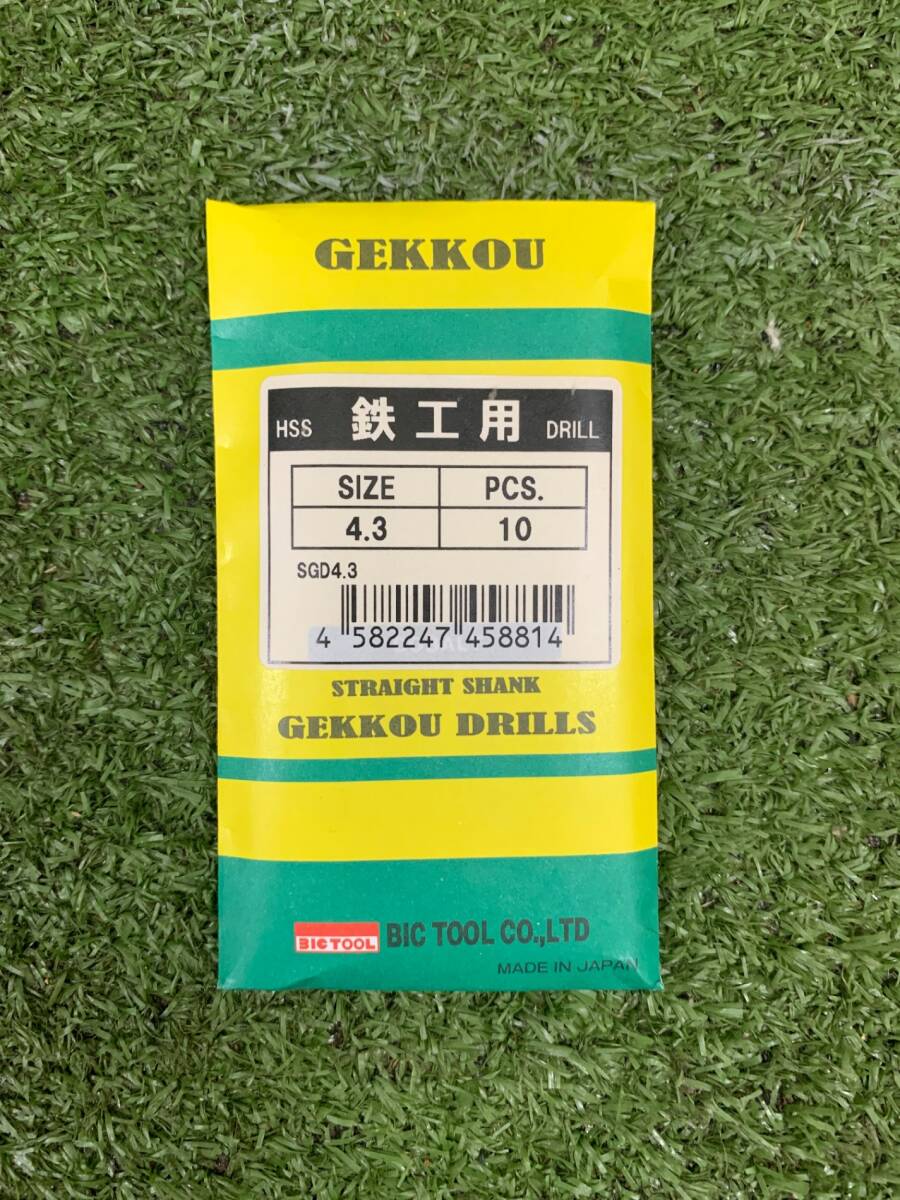 GEKKOU
HSS 鉄工用 DRILL
SIZE PCS.
4.3 10
SGD4.3
4 582247 458814
STRAIGHT SHANK
GEKKOU DRILLS
BIC TOOL BIC TOOL CO.,LTD
MADE IN JAPAN